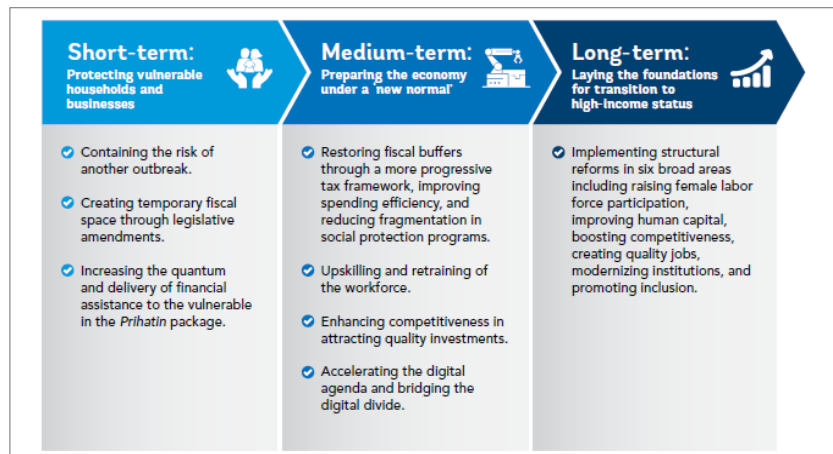 Short-term:
Protecting vulnerable
households and
businesses
Containing the risk of
another outbreak.
Creating temporary fiscal
space through legislative
amendments.
Increasing the quantum
and delivery of financial
assistance to the vulnerable
in the Prihatin package.
Medium-term:
Preparing the economy
under a 'new normal'
Restoring fiscal buffers
through a more progressive
tax framework, improving
spending efficiency, and
reducing fragmentation in
social protection programs.
Upskilling and retraining of
the workforce.
Enhancing competitiveness in
attracting quality investments.
Accelerating the digital
agenda and bridging the
digital divide.
Long-term:
Laying the foundations
for transition to
high-income status
Implementing structural
reforms in six broad areas
including raising female labor
force participation,
improving human capital,
boosting competitiveness,
creating quality jobs,
modernizing institutions, and
promoting inclusion.